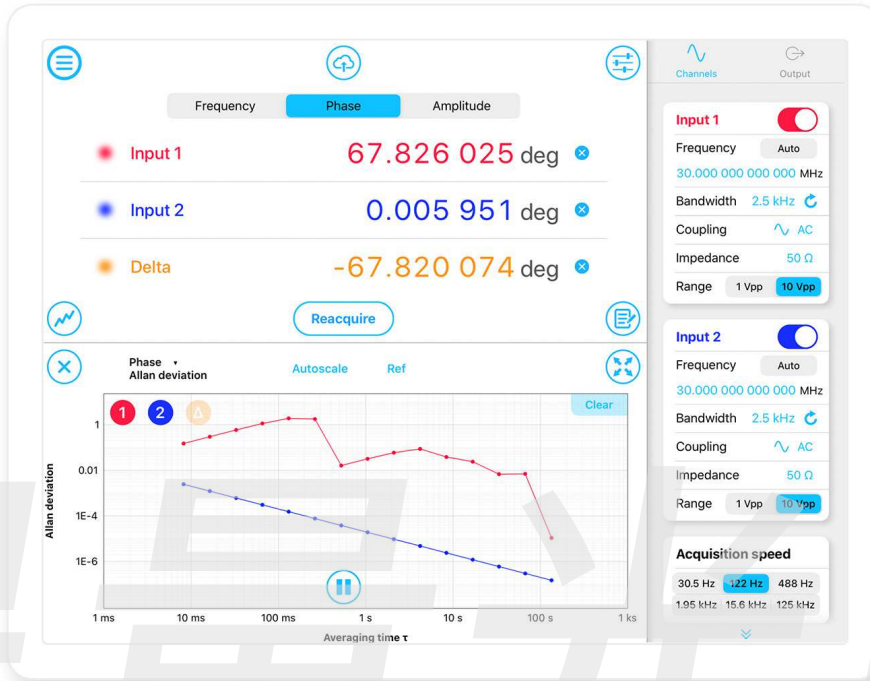 Channels
Output
Frequency Phase Amplitude
Input 1 67.826 025 deg
Input 2 0.005 951 deg
Delta -67.820 074 deg
Reacquire
Input 1
Frequency Auto
30.000 000 000 000 MHz
Bandwidth 2.5 kHz
Coupling AC
Impedance 50 Ω
Range 1 Vpp 10 Vpp
Phase
Allan deviation
Autoscale Ref
1 2 Δ
Clear
Allan deviation
1
0.01
1E-4
1E-6
1 ms 10 ms 100 ms 1 s 10 s 100 s 1 ks
Averaging time τ
Input 2
Frequency Auto
30.000 000 000 000 MHz
Bandwidth 2.5 kHz
Coupling AC
Impedance 50 Ω
Range 1 Vpp 10 Vpp
Acquisition speed
30.5 Hz 122 Hz 488 Hz
1.95 kHz 15.6 kHz 125 kHz